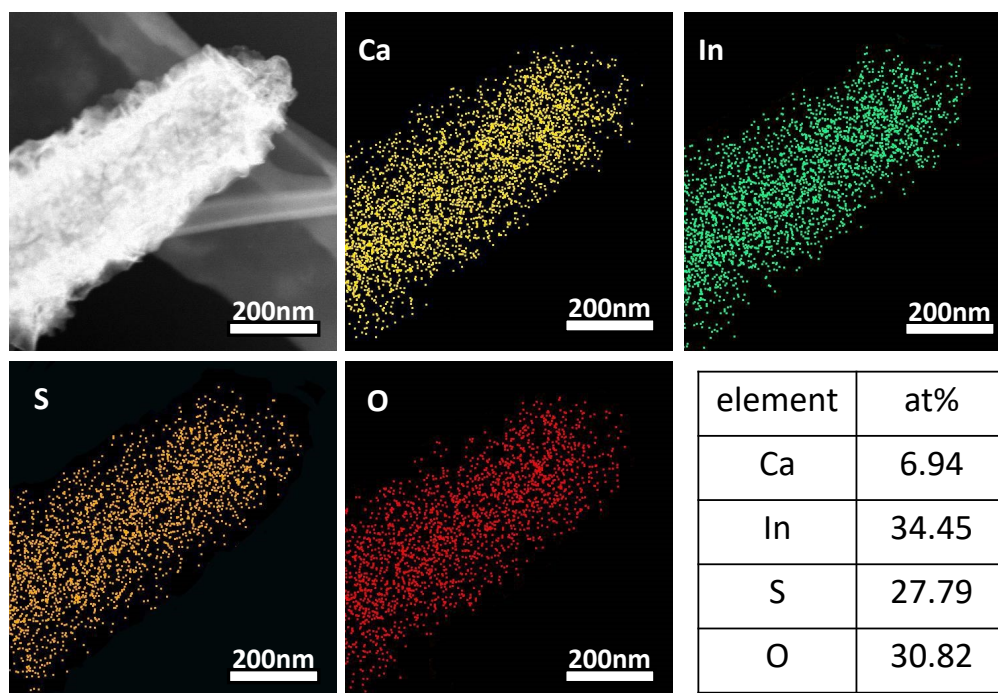 Ca
In
200nm
200nm
200nm
S
O
200nm
200nm
element at%
Ca 6.94
In 34.45
S 27.79
O 30.82